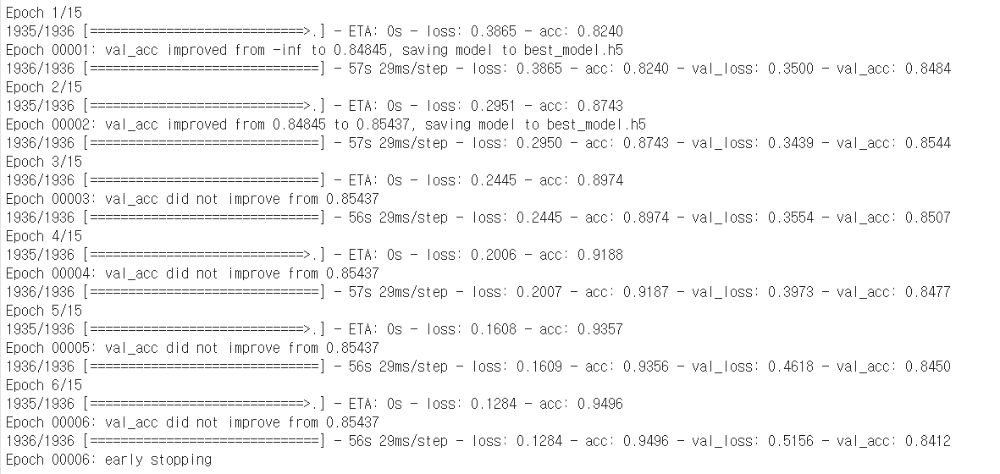 Epoch 1/15
1935/1936 [============================>.] - ETA: 0s - loss: 0.3865 - acc: 0.8240
Epoch 00001: val_acc improved from -inf to 0.84845, saving model to best_model.h5
1936/1936 [==============================] - 57s 29ms/step - loss: 0.3865 - acc: 0.8240 - val_loss: 0.3500 - val_acc: 0.8484
Epoch 2/15
1935/1936 [============================>.] - ETA: 0s - loss: 0.2951 - acc: 0.8743
Epoch 00002: val_acc improved from 0.84845 to 0.85437, saving model to best_model.h5
1936/1936 [==============================] - 57s 29ms/step - loss: 0.2950 - acc: 0.8743 - val_loss: 0.3439 - val_acc: 0.8544
Epoch 3/15
1936/1936 [==============================] - ETA: 0s - loss: 0.2445 - acc: 0.8974
Epoch 00003: val_acc did not improve from 0.85437
1936/1936 [==============================] - 56s 29ms/step - loss: 0.2445 - acc: 0.8974 - val_loss: 0.3554 - val_acc: 0.8507
Epoch 4/15
1935/1936 [============================>.] - ETA: 0s - loss: 0.2006 - acc: 0.9188
Epoch 00004: val_acc did not improve from 0.85437
1936/1936 [==============================] - 57s 29ms/step - loss: 0.2007 - acc: 0.9187 - val_loss: 0.3973 - val_acc: 0.8477
Epoch 5/15
1935/1936 [============================>.] - ETA: 0s - loss: 0.1608 - acc: 0.9357
Epoch 00005: val_acc did not improve from 0.85437
1936/1936 [==============================] - 56s 29ms/step - loss: 0.1609 - acc: 0.9356 - val_loss: 0.4618 - val_acc: 0.8450
Epoch 6/15
1935/1936 [============================>.] - ETA: 0s - loss: 0.1284 - acc: 0.9496
Epoch 00006: val_acc did not improve from 0.85437
1936/1936 [==============================] - 56s 29ms/step - loss: 0.1284 - acc: 0.9496 - val_loss: 0.5156 - val_acc: 0.8412
Epoch 00006: early stopping